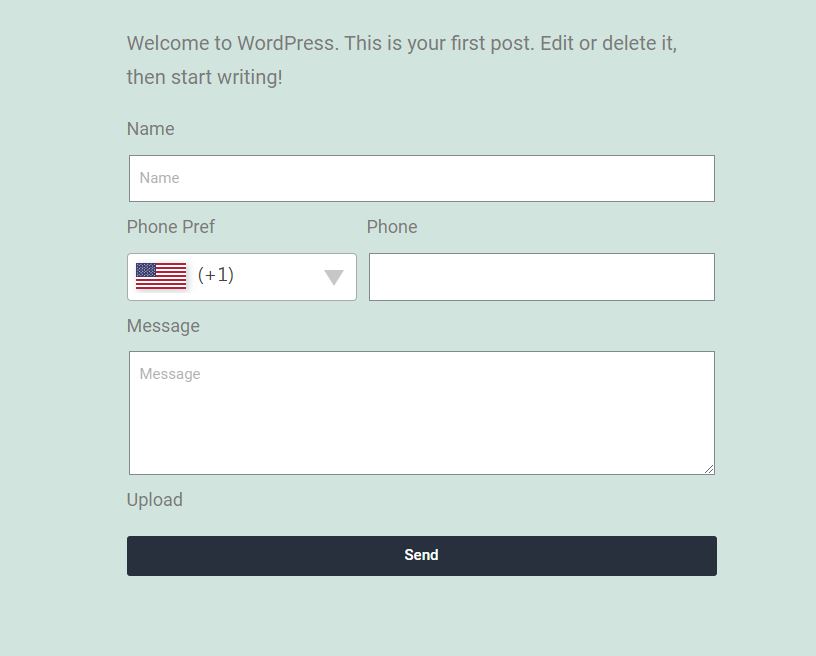 Welcome to WordPress. This is your first post. Edit or delete it,
then start writing!
Name
Name
Phone Pref
Phone
(+1)
Message
Message
Upload
Send